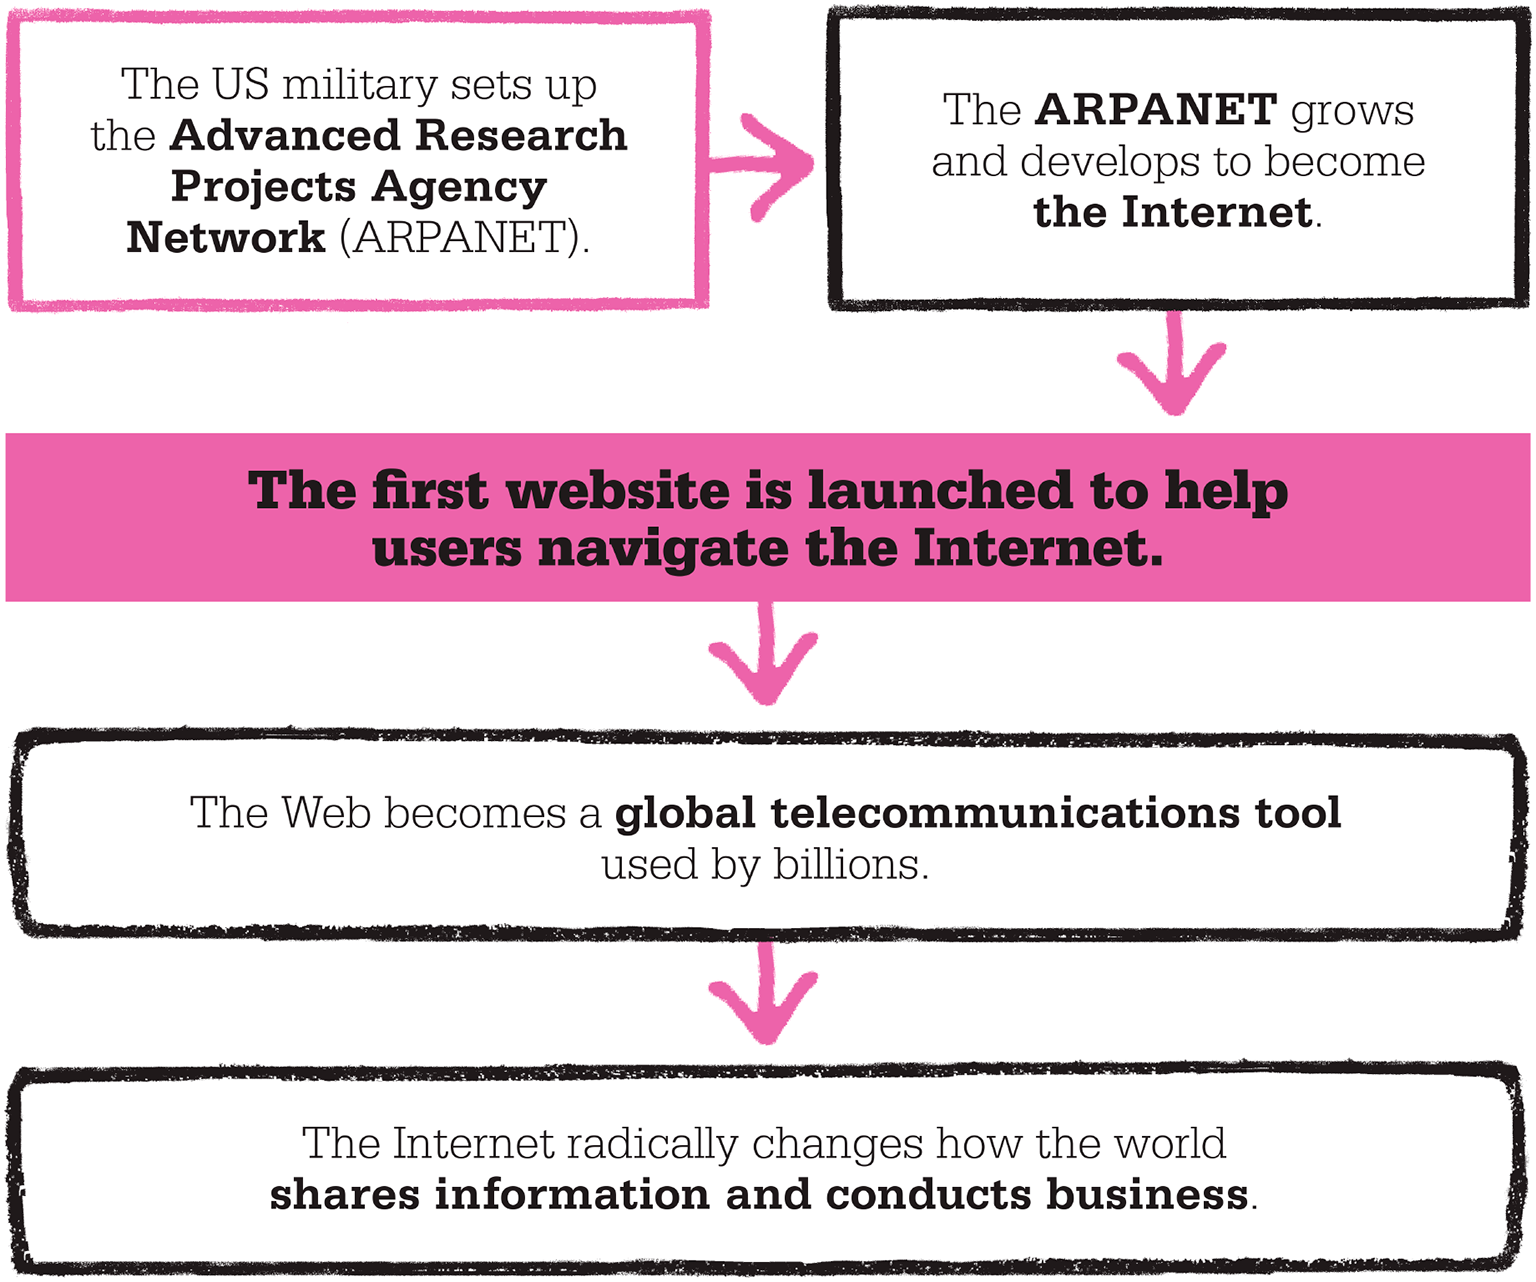 The US military sets up
the Advanced Research
Projects Agency
Network (ARPANET).
The ARPANET grows
and develops to become
the Internet.
The first website is launched to help
users navigate the Internet.
The Web becomes a global telecommunications tool
used by billions.
The Internet radically changes how the world
shares information and conducts business.